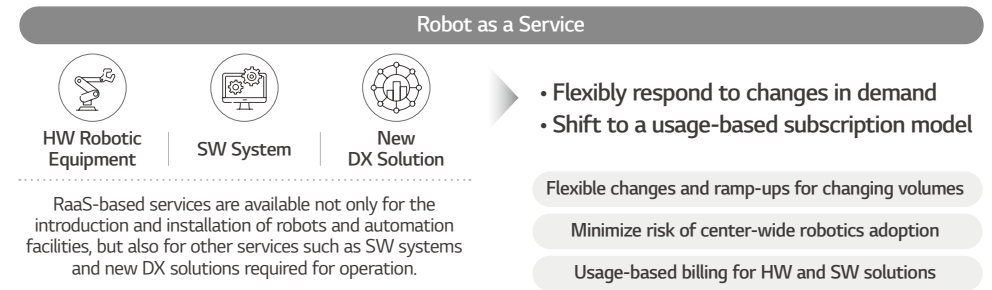 Robot as a Service
HW Robotic
Equipment
SW System
New
DX Solution
RaaS-based services are available not only for the
introduction and installation of robots and automation
facilities, but also for other services such as SW systems
and new DX solutions required for operation.
• Flexibly respond to changes in demand
• Shift to a usage-based subscription model
Flexible changes and ramp-ups for changing volumes
Minimize risk of center-wide robotics adoption
Usage-based billing for HW and SW solutions